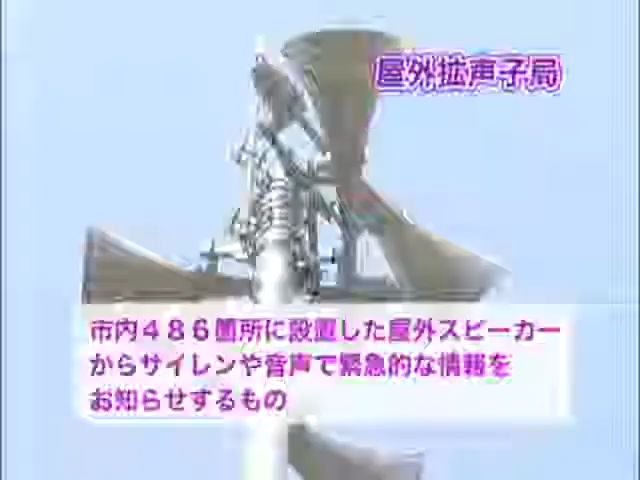 屋外拡声子局
市内486箇所に設置した屋外スピーカー
からサイレンや音声で緊急的な情報を
お知らせするもの